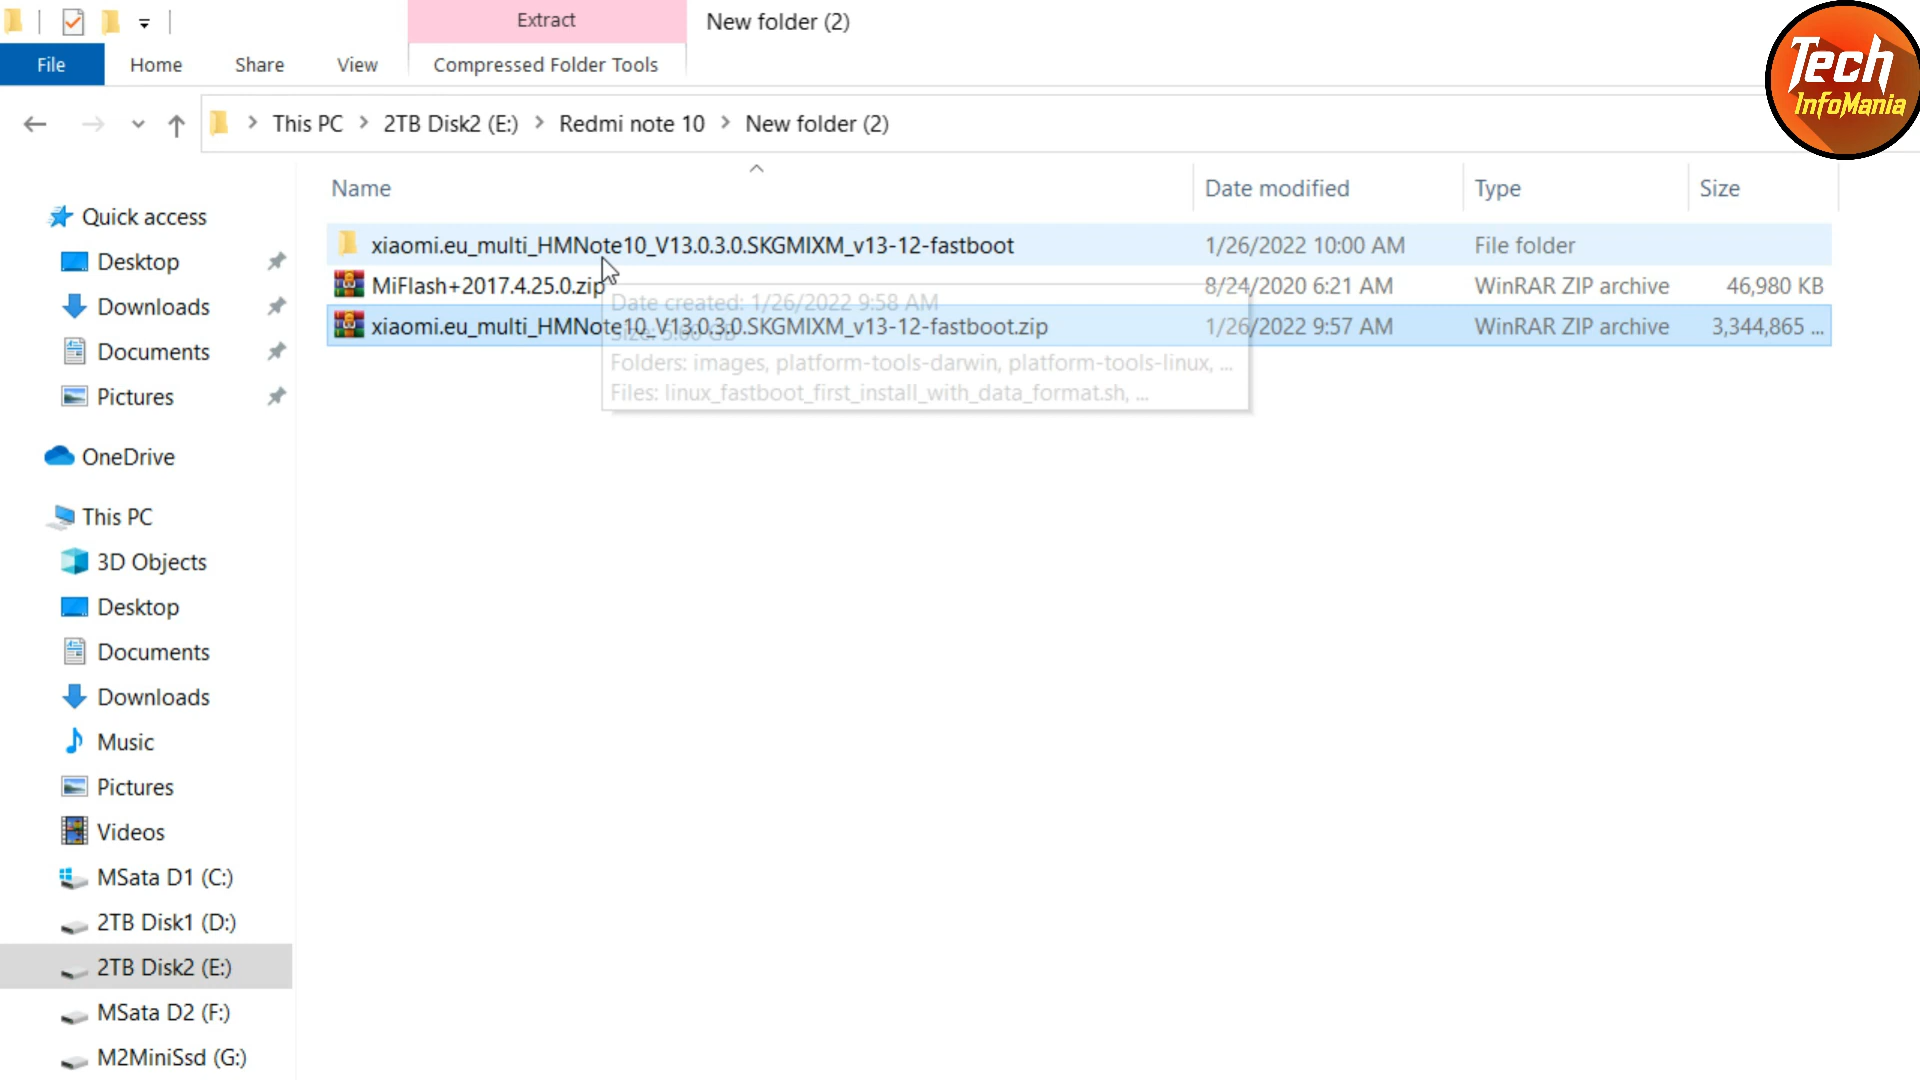 Extract
New folder (2)
File
Home
Share
View
Compressed Folder Tools
Tech
InfoMania
This PC
2TB Disk2 (E:)
Redmi note 10
New folder (2)
Name
Date modified
Type
Size
xiaomi.eu_multi_HMNote10_V13.0.3.0.SKGMIXM_v13-12-fastboot
1/26/2022 10:00 AM
File folder
MiFlash+2017.4.25.0.zip
8/24/2020 6:21 AM
WinRAR ZIP archive
46,980 KB
Date created: 1/26/2022 9:58 AM
xiaomi.eu_multi_HMNote10_V13.0.3.0.SKGMIXM_v13-12-fastboot.zip
1/26/2022 9:57 AM
WinRAR ZIP archive
3,344,865 ...
Folders: images, platform-tools-darwin, platform-tools-linux, ...
Files: linux_fastboot_first_install_with_data_format.sh, ...
Quick access
Desktop
Downloads
Documents
Pictures
OneDrive
This PC
3D Objects
Desktop
Documents
Downloads
Music
Pictures
Videos
MSata D1 (C:)
2TB Disk1 (D:)
2TB Disk2 (E:)
MSata D2 (F:)
M2MiniSsd (G:)